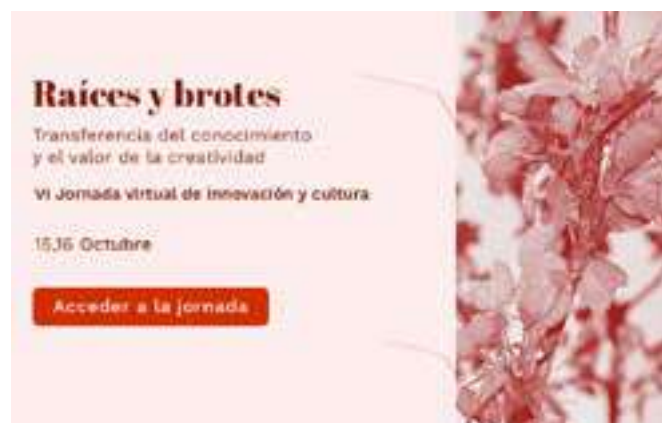 Raíces y brotes
Transferencia del conocimiento
y el valor de la creatividad
VI Jornada virtual de innovación y cultura
15,16 Octubre
Acceder a la jornada